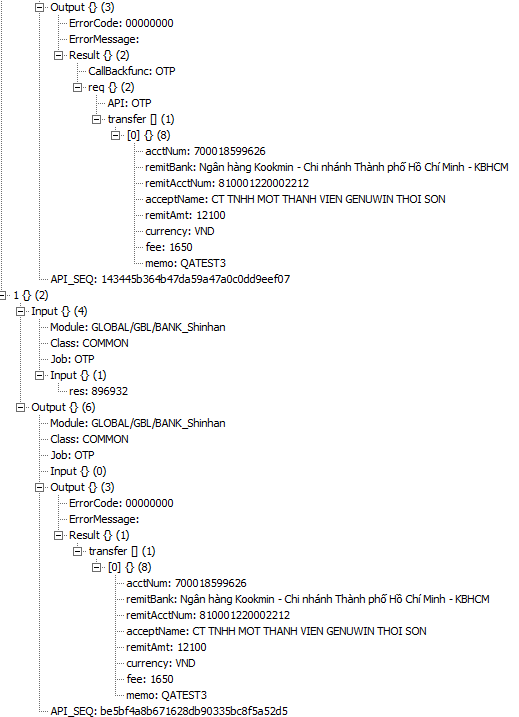 Output {} (3)
ErrorCode: 00000000
ErrorMessage:
Result {} (2)
CallBackfunc: OTP
req {} (2)
API: OTP
transfer [] (1)
[0] {} (8)
acctNum: 700018599626
remitBank: Ngân hàng Kookmin - Chi nhánh Thành phố Hồ Chí Minh - KBHCM
remitAcctNum: 810001220002212
acceptName: CT TNHH MOT THANH VIEN GENUWIN THOI SON
remitAmt: 12100
currency: VND
fee: 1650
memo: QATEST3
API_SEQ: 143445b364b47da59a47a0c0dd9eef07
1 {} (2)
Input {} (4)
Module: GLOBAL/GBL/BANK_Shinhan
Class: COMMON
Job: OTP
Input {} (1)
res: 896932
Output {} (6)
Module: GLOBAL/GBL/BANK_Shinhan
Class: COMMON
Job: OTP
Input {} (0)
Output {} (3)
ErrorCode: 00000000
ErrorMessage:
Result {} (1)
transfer [] (1)
[0] {} (8)
acctNum: 700018599626
remitBank: Ngân hàng Kookmin - Chi nhánh Thành phố Hồ Chí Minh - KBHCM
remitAcctNum: 810001220002212
acceptName: CT TNHH MOT THANH VIEN GENUWIN THOI SON
remitAmt: 12100
currency: VND
fee: 1650
memo: QATEST3
API_SEQ: be5bf4a8b671628db90335bc8f5a52d5